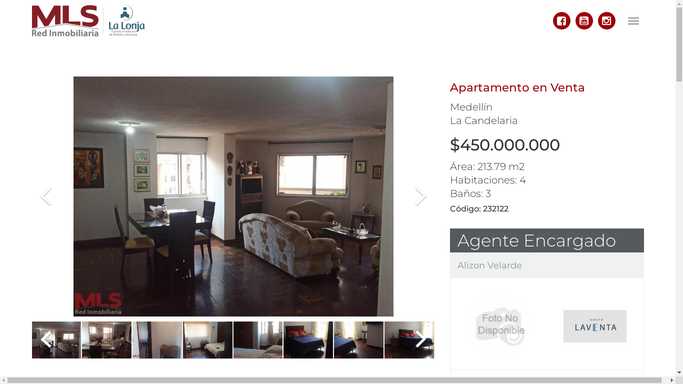 MLS
Red Inmobiliaria
La Lonja
Apartamento en Venta
Medellín
La Candelaria
$450.000.000
Área: 213.79 m2
Habitaciones: 4
Baños: 3
Código: 232122
Agente Encargado
Alizon Velarde
MLS
Red Inmobiliaria
Foto No
Disponible
LAVENTA